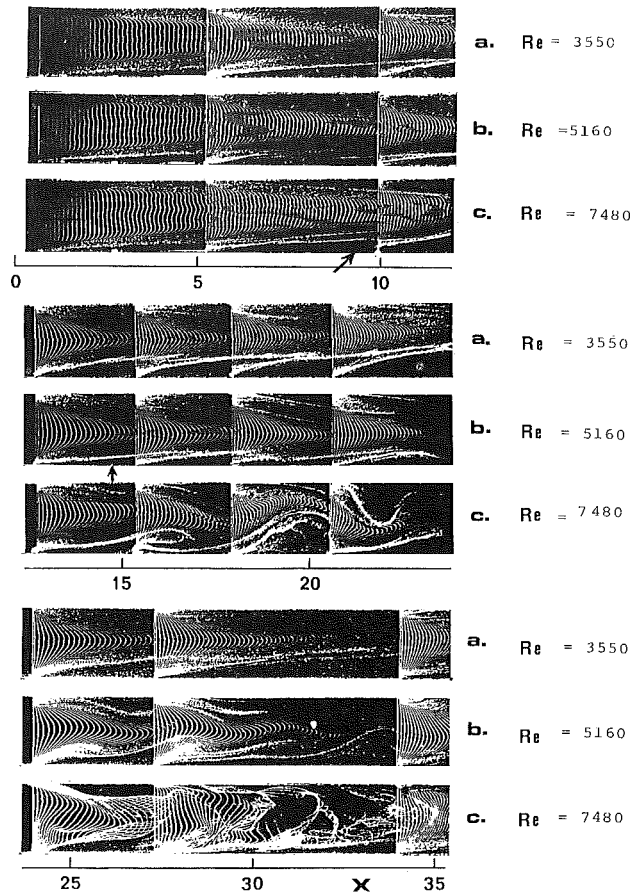 a. Re = 3550
b. Re =5160
c. Re = 7480
0 5 10
a. Re = 3550
b. Re = 5160
c. Re = 7480
15 20
a. Re = 3550
b. Re = 5160
c. Re = 7480
25 30 X 35